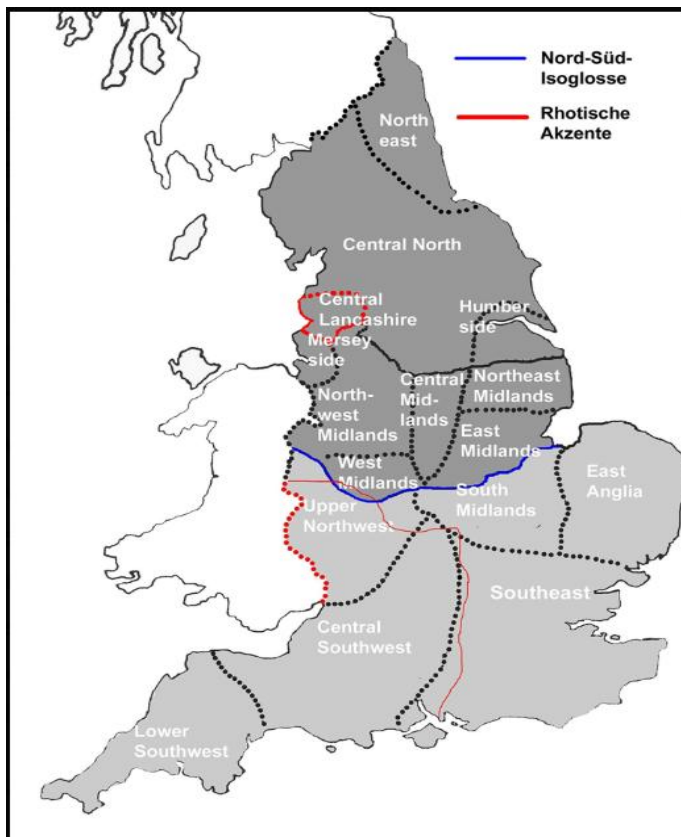 Nord-Süd-
Isoglosse
Rhotische
Akzente
North
east
Central North
Central
Lancashire
Mersey
side
Humber
side
North-
west
Midlands
Central
Mid-
lands
Northeast
Midlands
East
Midlands
West
Midlands
Upper
Northwest
South
Midlands
East
Anglia
Southeast
Central
Southwest
Lower
Southwest